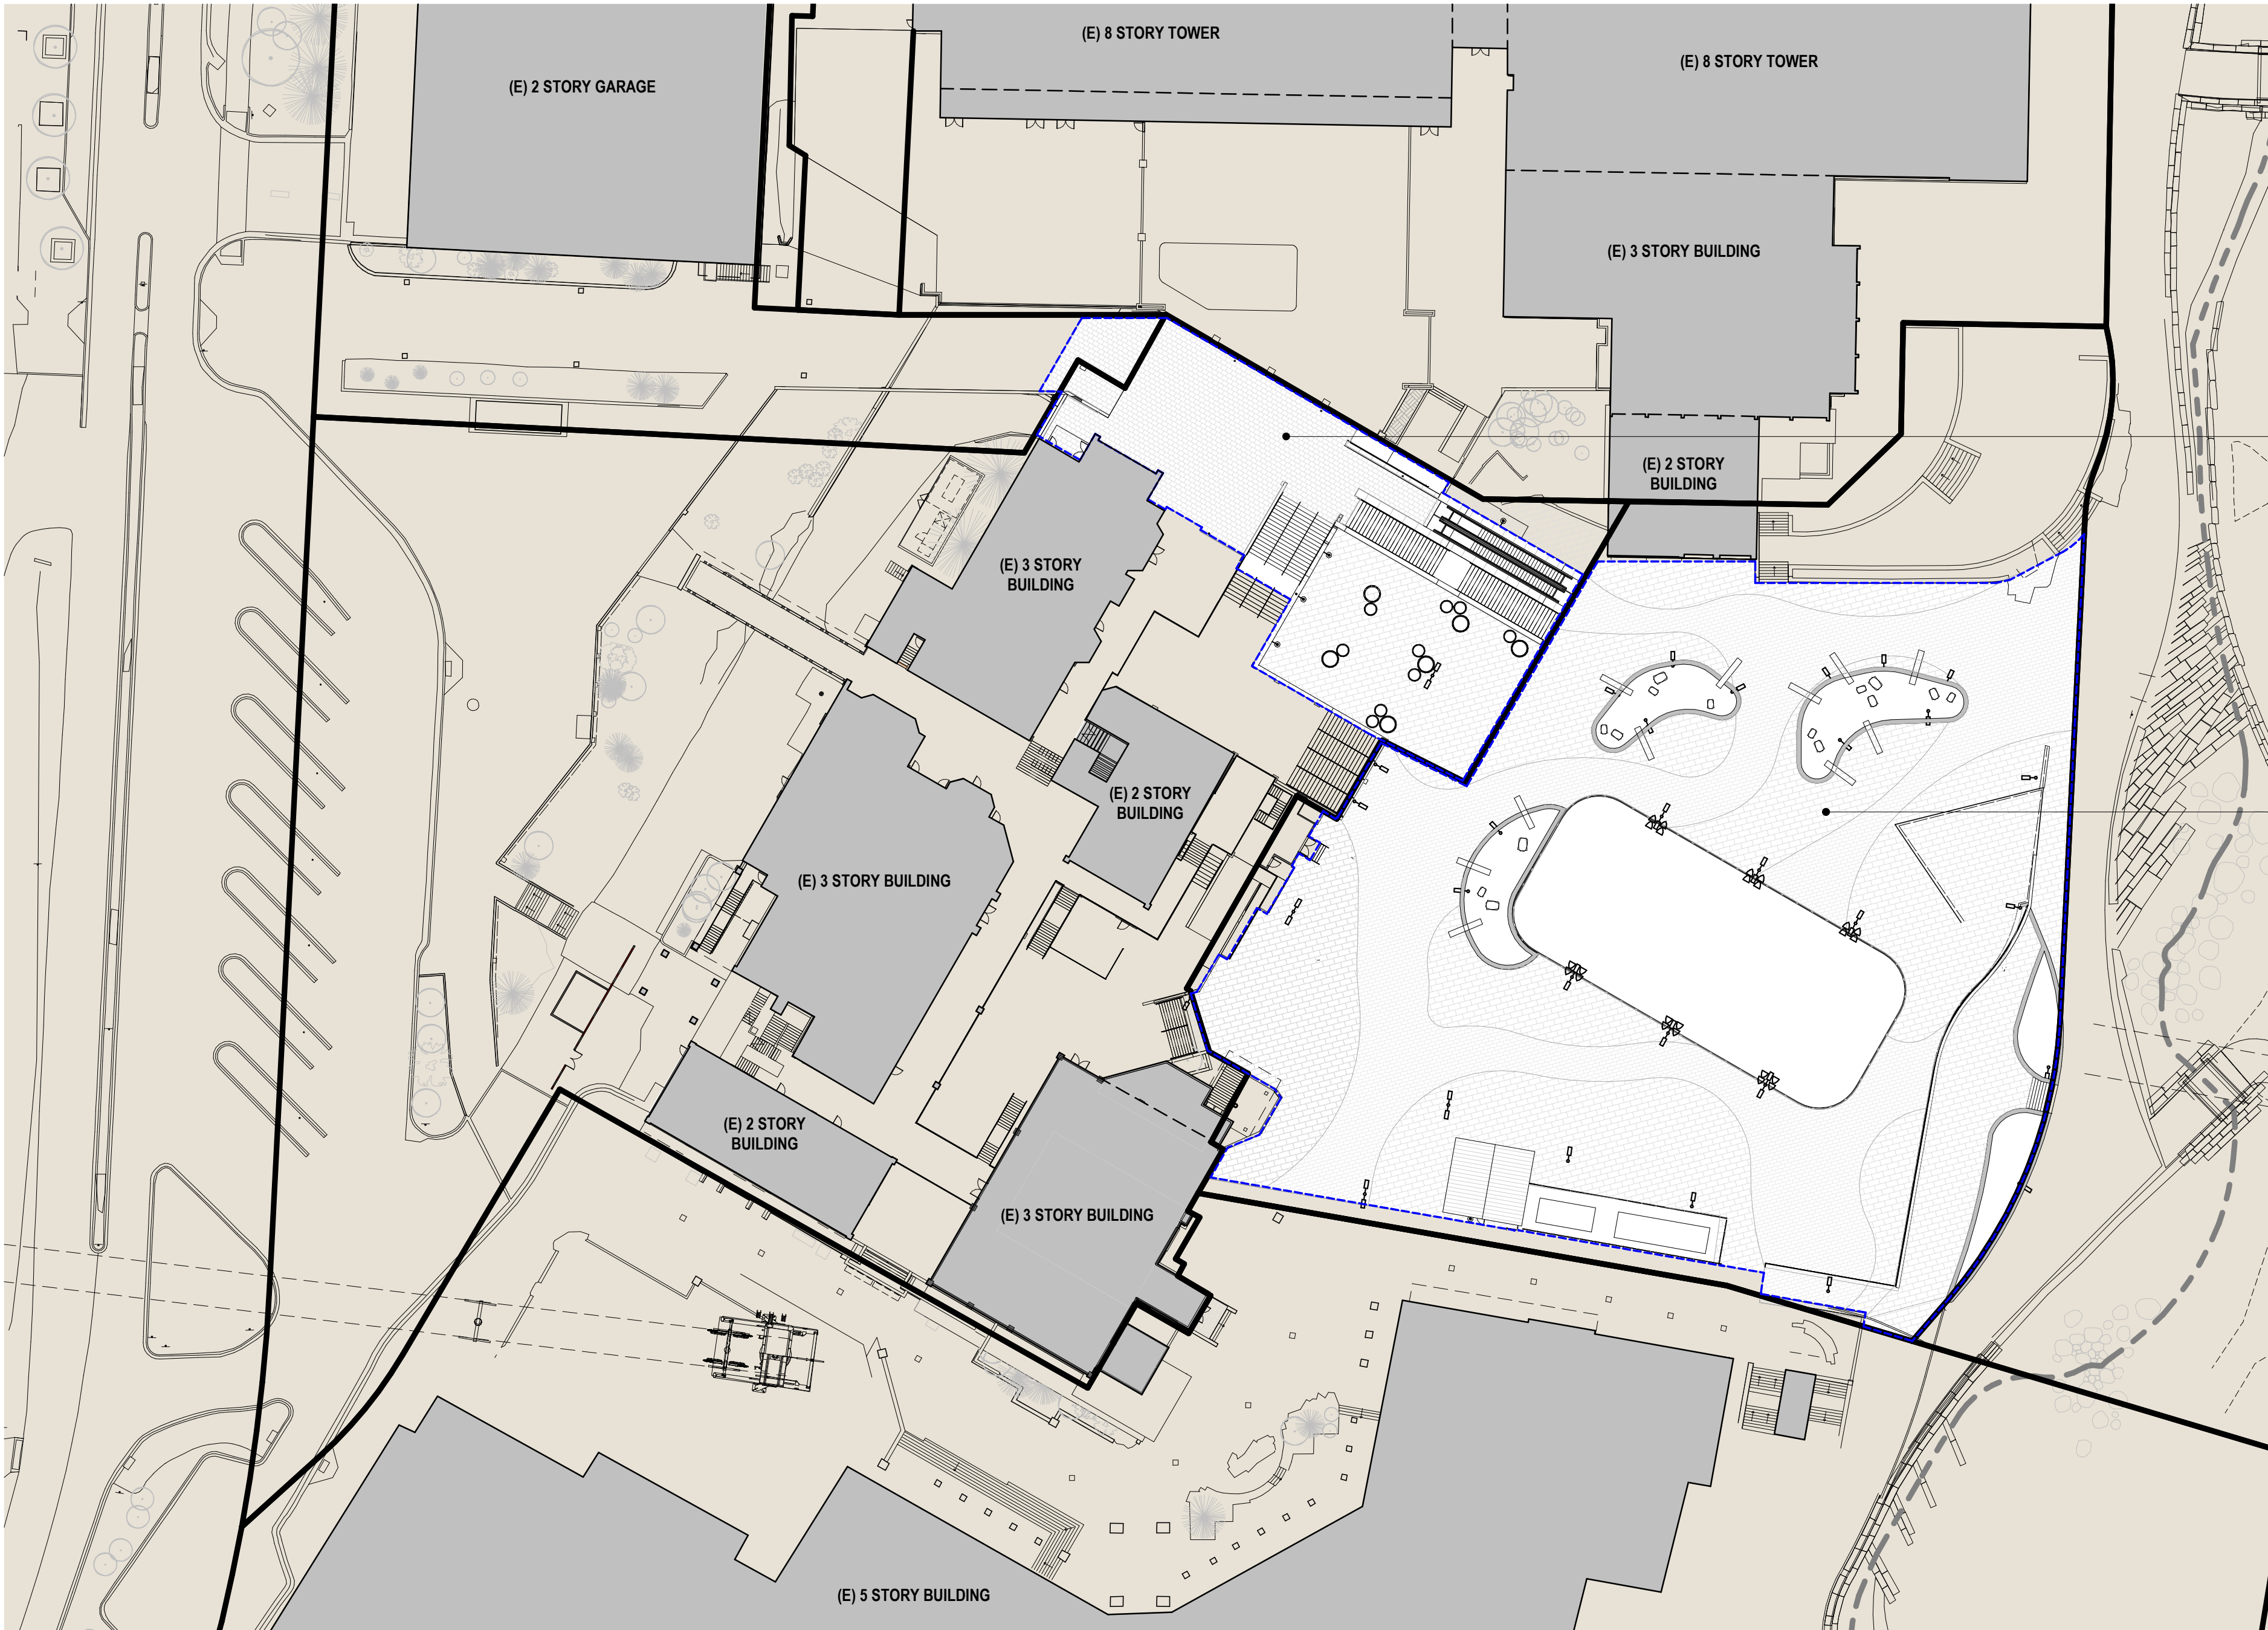 (E) 8 STORY TOWER
(E) 8 STORY TOWER
(E) 2 STORY GARAGE
(E) 3 STORY BUILDING
(E) 2 STORY
BUILDING
(E) 3 STORY
BUILDING
(E) 2 STORY
BUILDING
(E) 3 STORY BUILDING
(E) 2 STORY
BUILDING
(E) 3 STORY BUILDING
(E) 5 STORY BUILDING